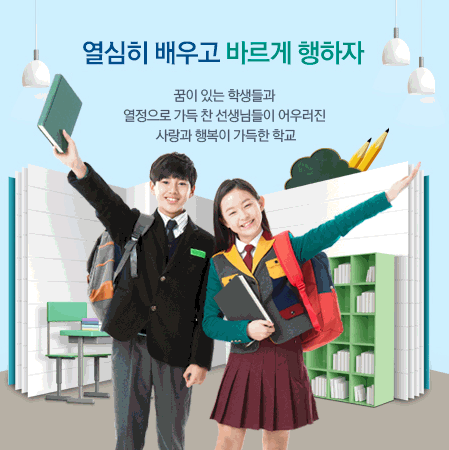 열심히 배우고 바르게 행하자
꿈이 있는 학생들과
열정으로 가득 찬 선생님들이 어우러진
사랑과 행복이 가득한 학교